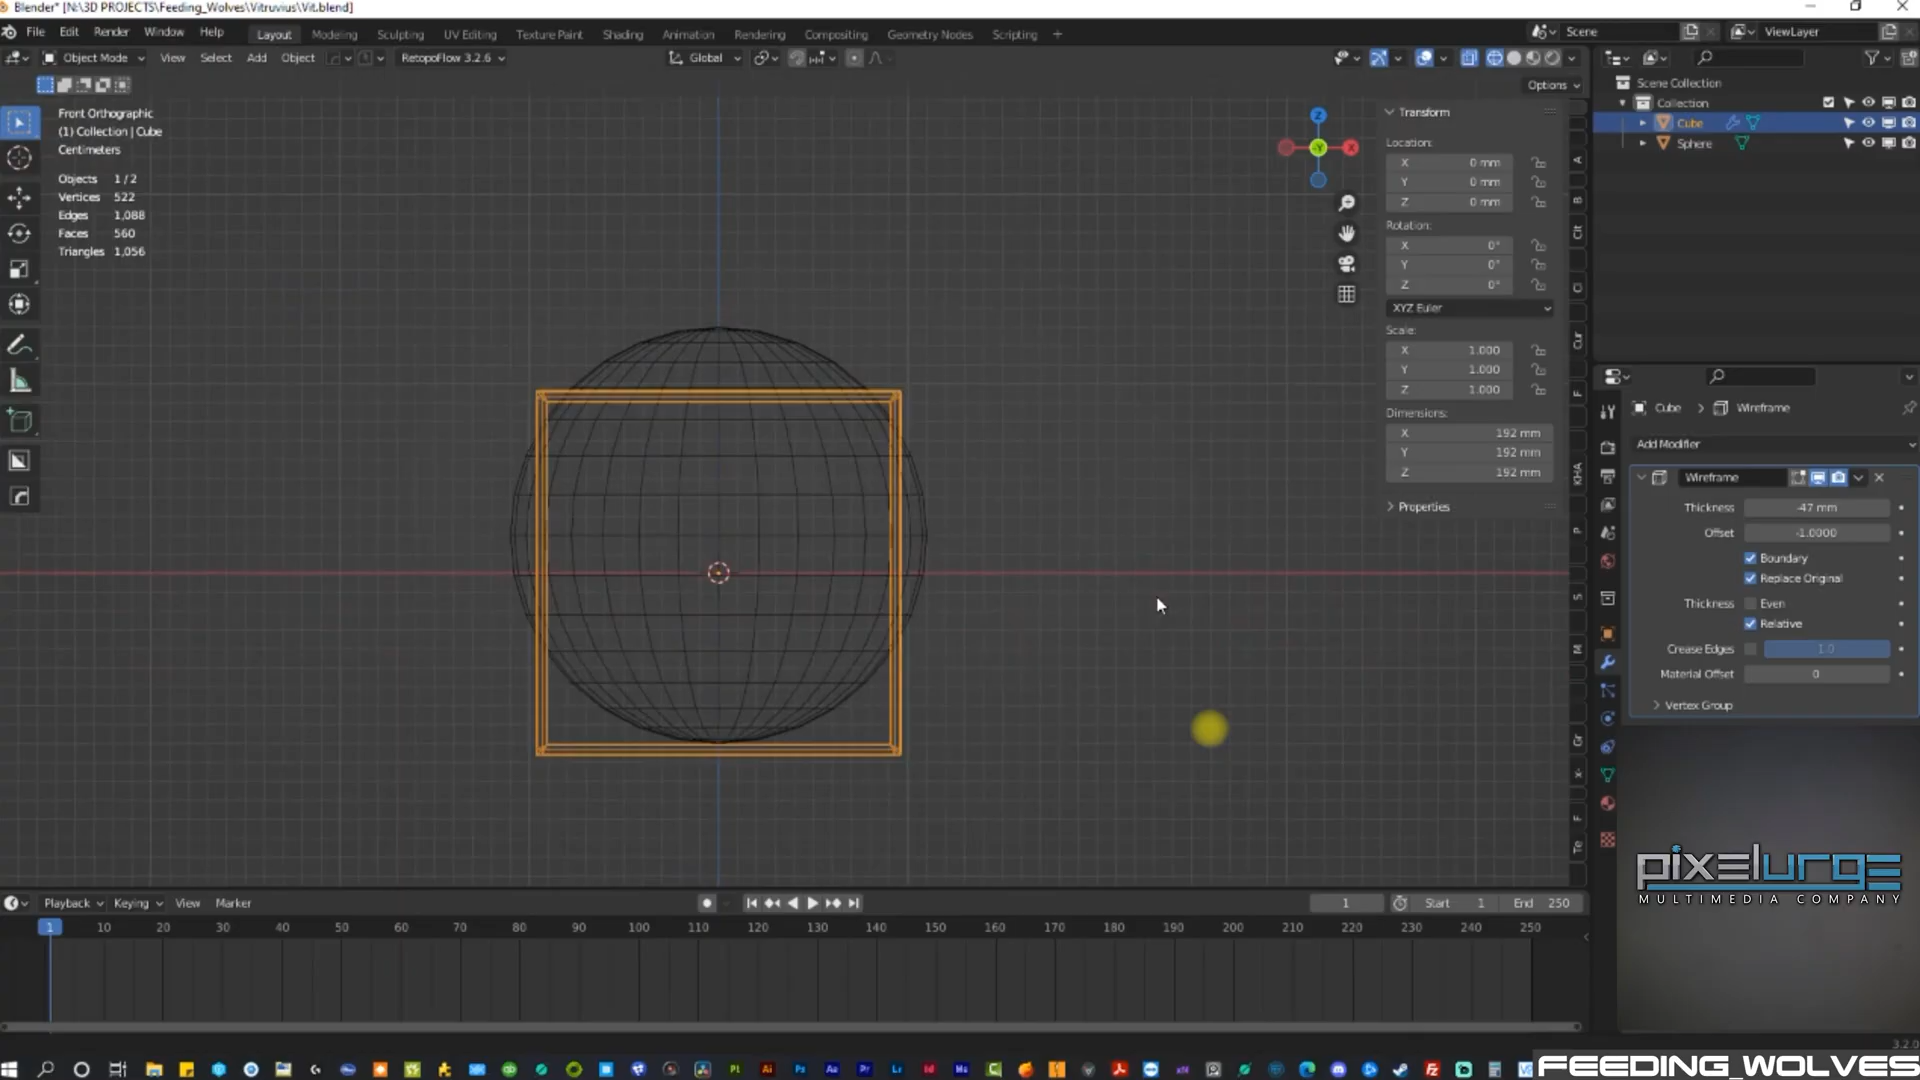 Blender* [N:\3D PROJECTS\Feeding_Wolves\Vitruvius\Vit.blend]
File Edit Render Window Help Layout Modeling Sculpting UV Editing Texture Paint Shading Animation Rendering Compositing Geometry Nodes Scripting + Scene ViewLayer
Object Mode View Select Add Object RetopoFlow 3.2.6 Global
Options
Front Orthographic
(1) Collection | Cube
Centimeters
Objects 1 / 2
Vertices 522
Edges 1,088
Faces 560
Triangles 1,056
Z
-Y
X
Transform
Location:
X 0 mm
Y 0 mm
Z 0 mm
Rotation:
X 0°
Y 0°
Z 0°
XYZ Euler
Scale:
X 1.000
Y 1.000
Z 1.000
Dimensions:
X 192 mm
Y 192 mm
Z 192 mm
Properties
Scene Collection
Collection
Cube
Sphere
Cube > Wireframe
Add Modifier
Wireframe
Thickness -47 mm
Offset -1.0000
Boundary
Replace Original
Thickness Even
Relative
Crease Edges 1.0
Material Offset 0
Vertex Group
pixelurge
MULTIMEDIA COMPANY
Playback Keying View Marker 1 Start 1 End 250
1 10 20 30 40 50 60 70 80 90 100 110 120 130 140 150 160 170 180 190 200 210 220 230 240 250
3.2.0
FEEDING_WOLVES